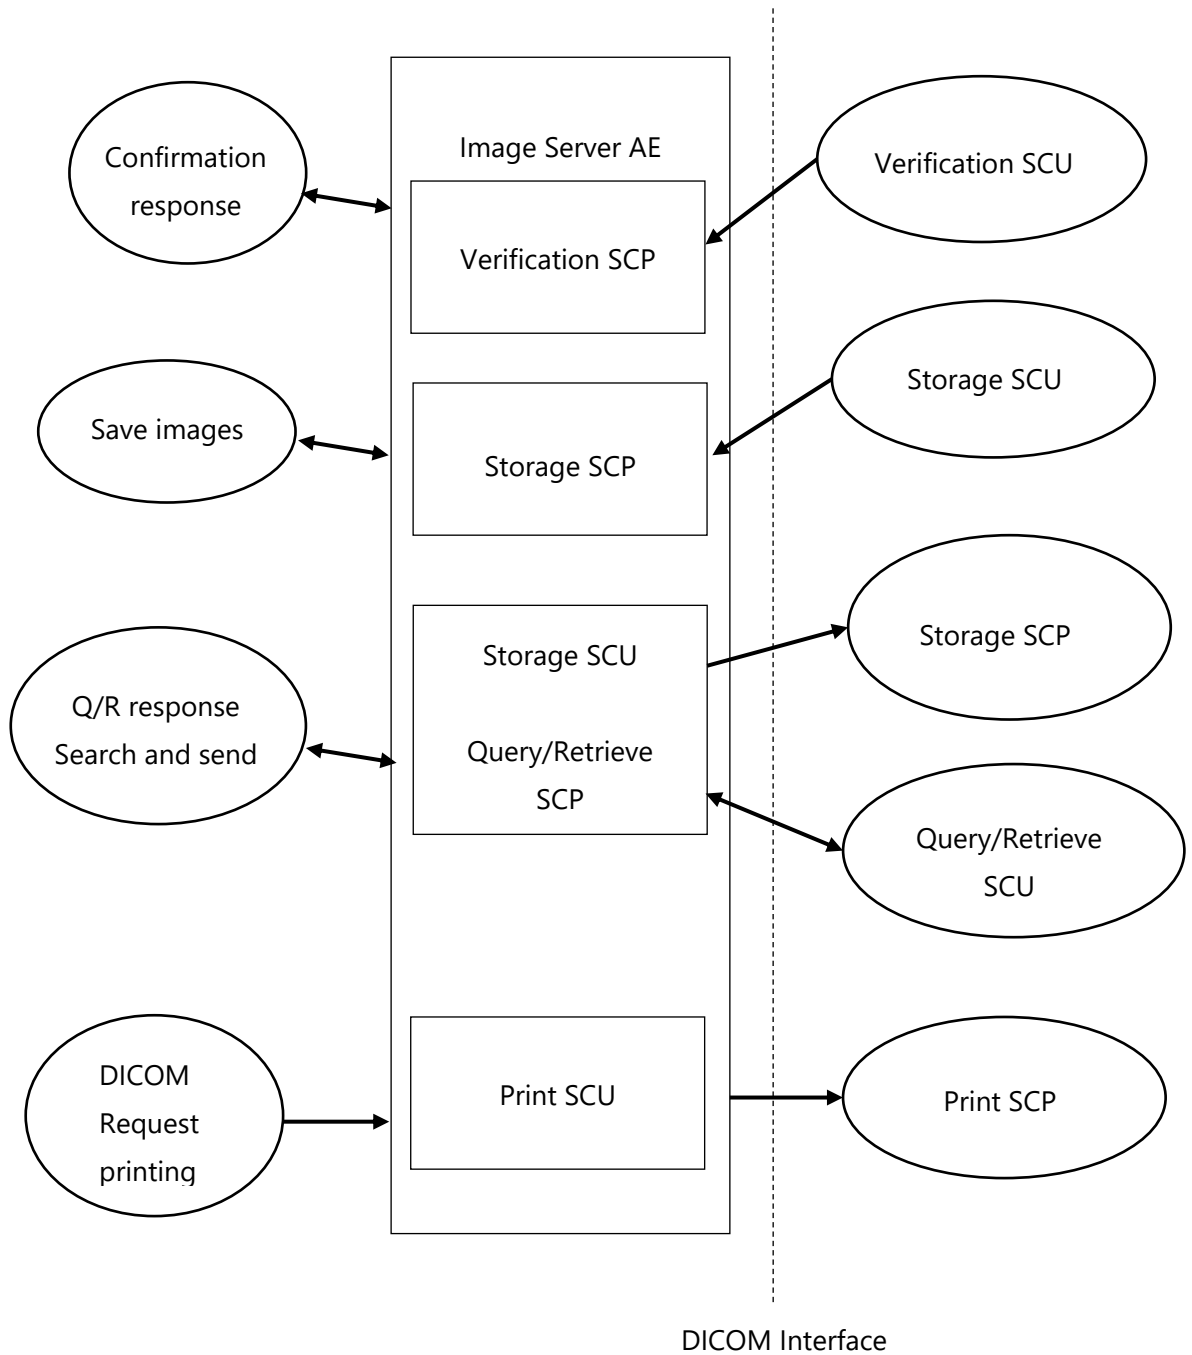 Confirmation
response
Image Server AE
Verification SCP
Verification SCU
Save images
Storage SCP
Storage SCU
Q/R response
Search and send
Storage SCU
Query/Retrieve
SCP
Storage SCP
Query/Retrieve
SCU
DICOM
Request
printing
Print SCU
Print SCP
DICOM Interface